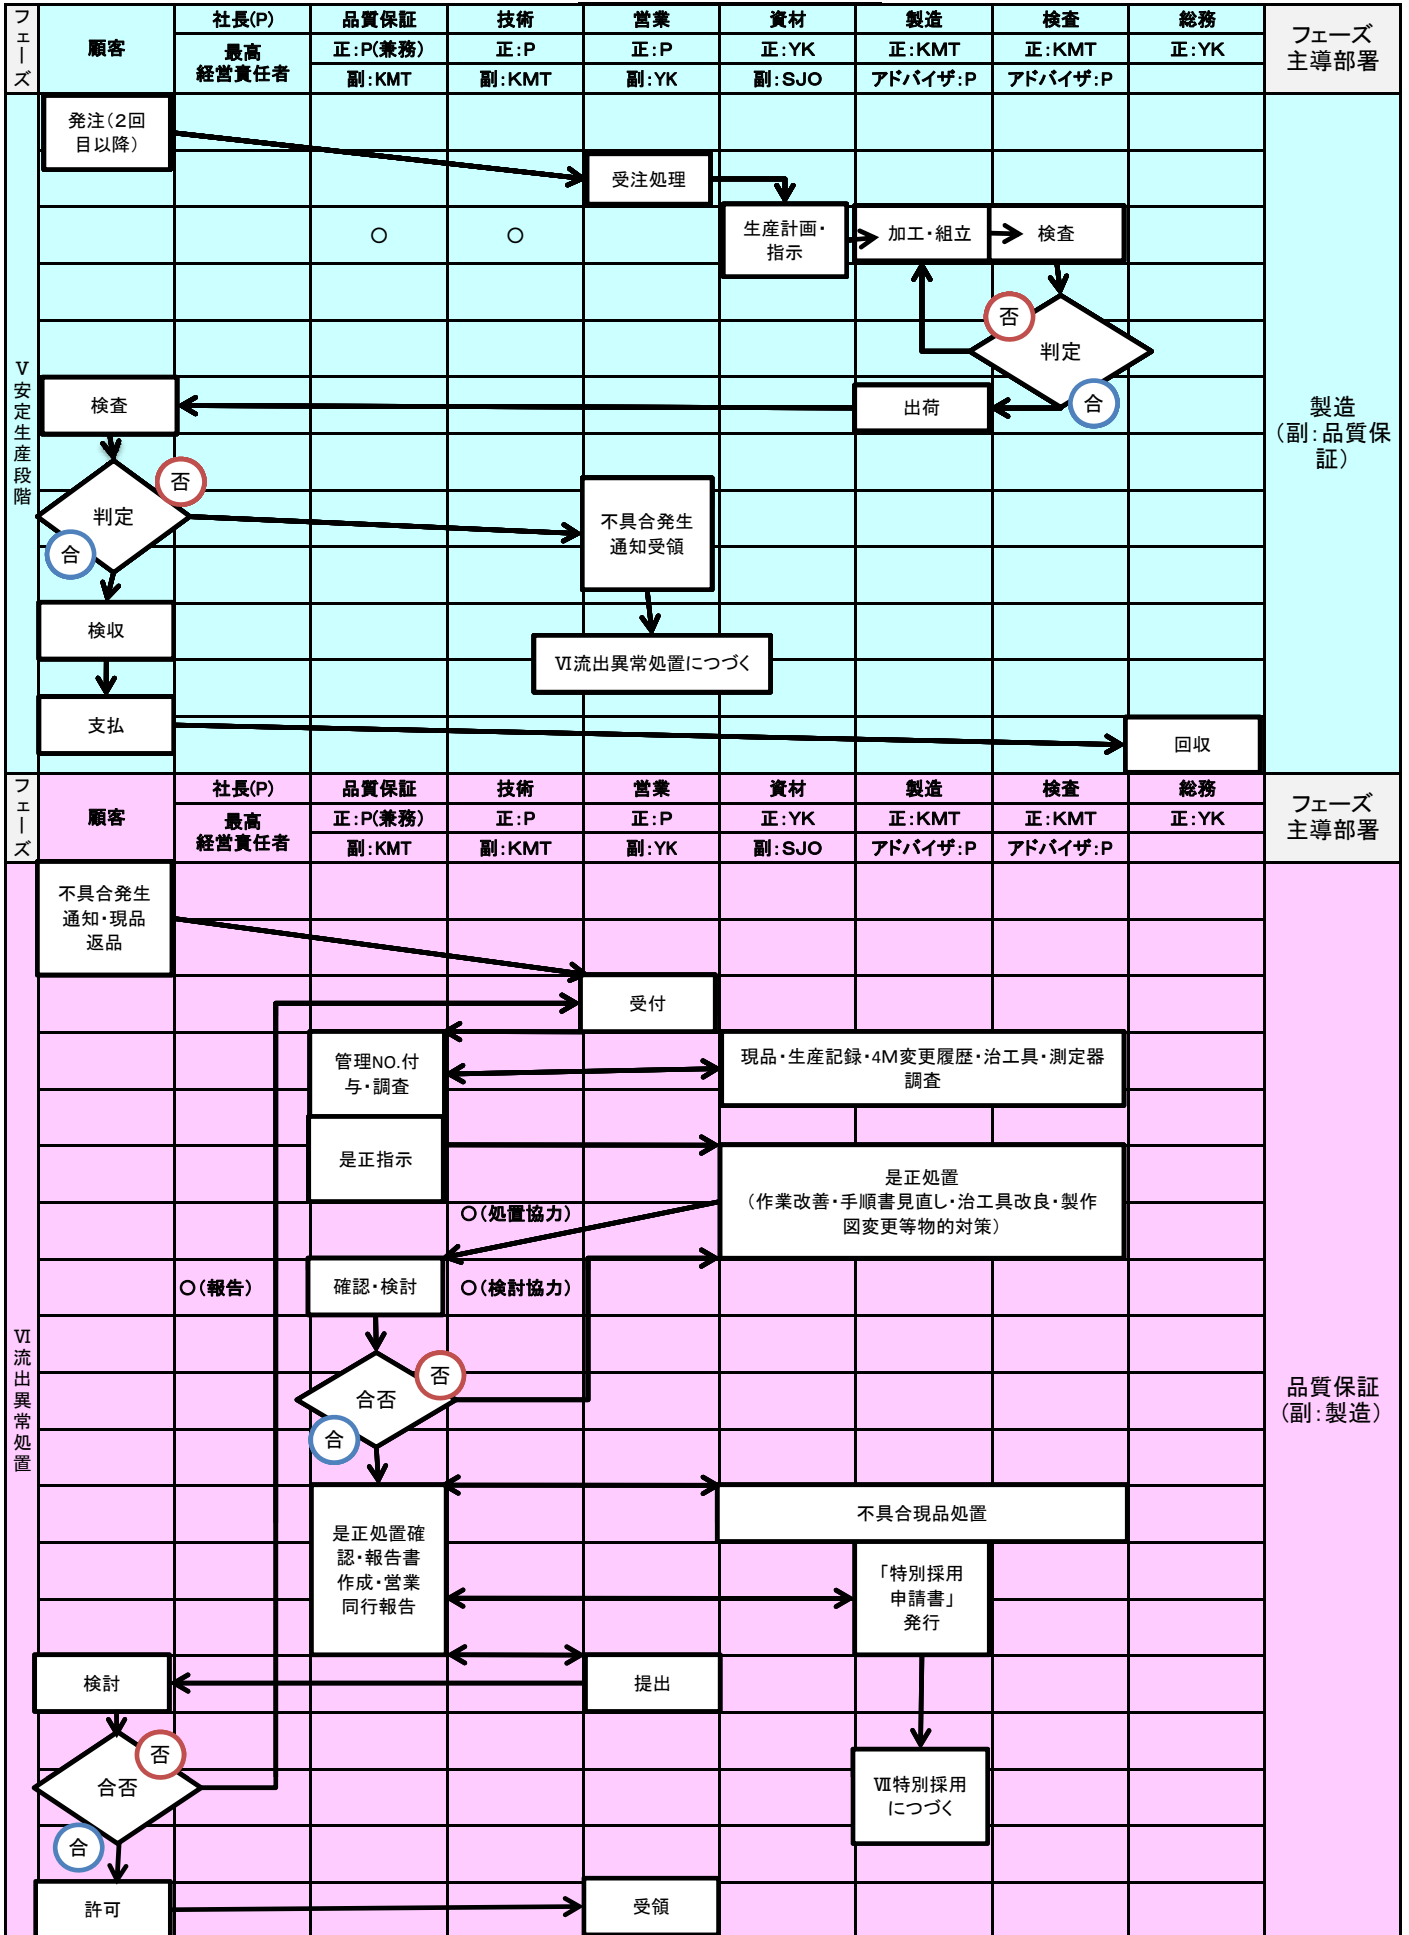 フェーズ
顧客
社長(P)
最高
経営責任者
品質保証
正:P(兼務)
副:KMT
技術
正:P
副:KMT
営業
正:P
副:YK
資材
正:YK
副:SJO
製造
正:KMT
アドバイザ:P
検査
正:KMT
アドバイザ:P
総務
正:YK
フェーズ
主導部署
Ⅴ安定生産段階
発注(2回
目以降)
受注処理
○
○
生産計画・
指示
加工・組立
検査
否
判定
合
出荷
検査
否
判定
合
不具合発生
通知受領
検収
Ⅵ流出異常処置につづく
支払
回収
製造
(副:品質保
証)
フェーズ
顧客
社長(P)
最高
経営責任者
品質保証
正:P(兼務)
副:KMT
技術
正:P
副:KMT
営業
正:P
副:YK
資材
正:YK
副:SJO
製造
正:KMT
アドバイザ:P
検査
正:KMT
アドバイザ:P
総務
正:YK
フェーズ
主導部署
Ⅵ流出異常処置
不具合発生
通知・現品
返品
受付
管理NO.付
与・調査
現品・生産記録・4M変更履歴・治工具・測定器
調査
是正指示
是正処置
(作業改善・手順書見直し・治工具改良・製作
図変更等物的対策)
○(処置協力)
○(報告)
確認・検討
○(検討協力)
否
合否
合
是正処置確
認・報告書
作成・営業
同行報告
不具合現品処置
「特別採用
申請書」
発行
検討
提出
否
合否
合
Ⅶ特別採用
につづく
許可
受領
品質保証
(副:製造)